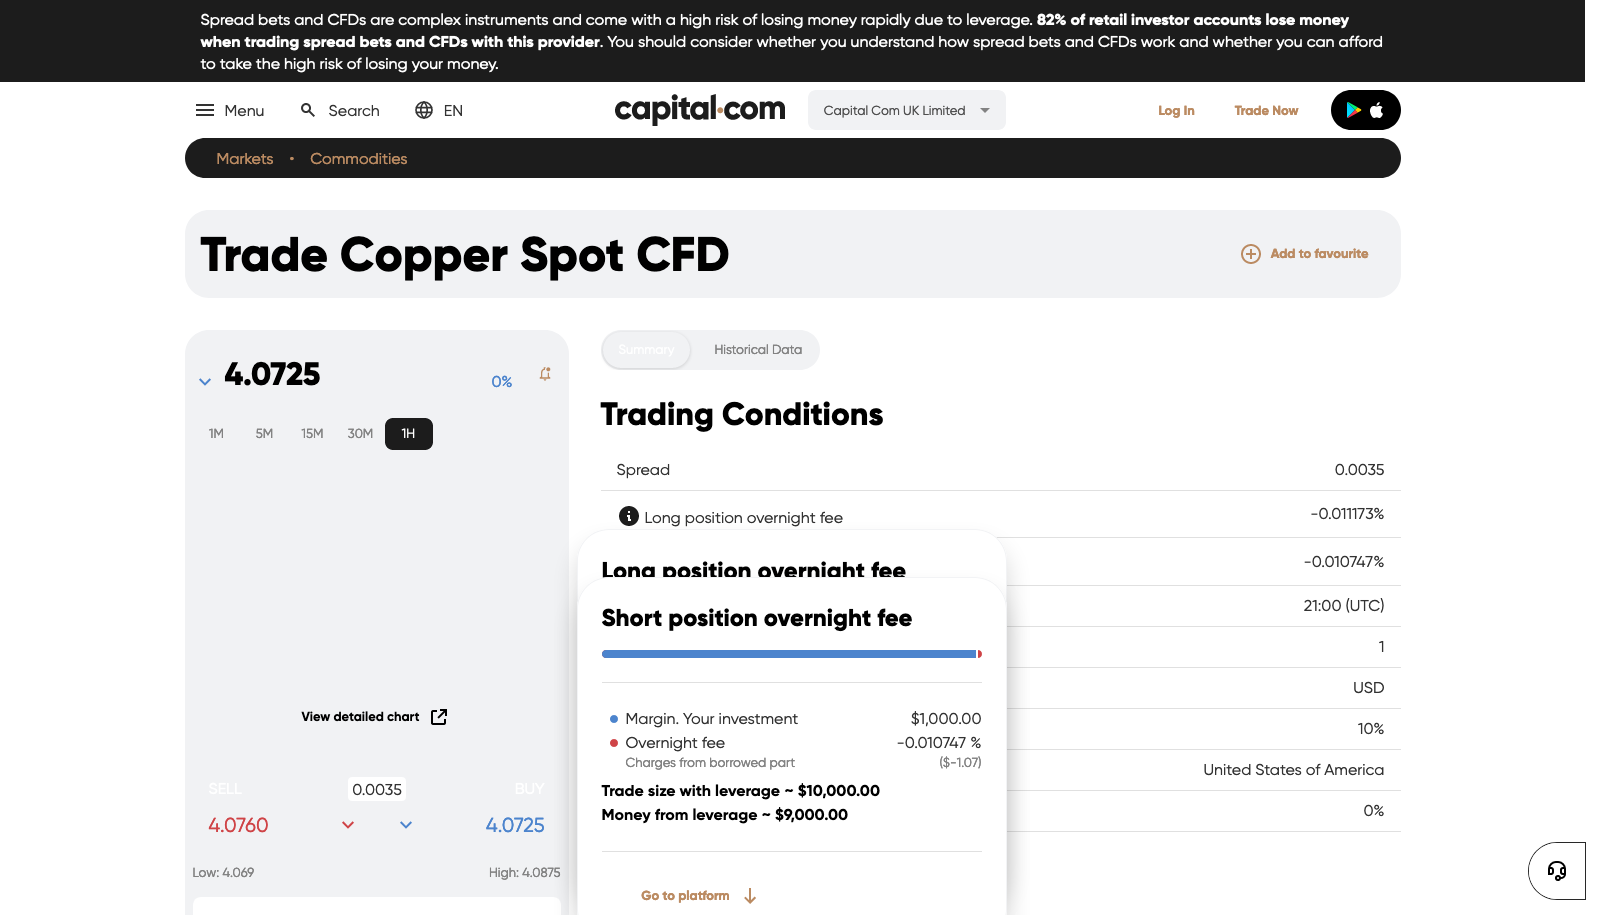 Spread bets and CFDs are complex instruments and come with a high risk of losing money rapidly due to leverage. 82% of retail investor accounts lose money
when trading spread bets and CFDs with this provider. You should consider whether you understand how spread bets and CFDs work and whether you can afford
to take the high risk of losing your money.
Menu
Search
EN
capital.com
Capital Com UK Limited
Log In
Trade Now
Markets • Commodities
Trade Copper Spot CFD
Add to favourite
4.0725
0%
1M 5M 15M 30M 1H
View detailed chart
SELL 0.0035 BUY
4.0760 4.0725
Low: 4.069 High: 4.0875
Summary Historical Data
Trading Conditions
Spread 0.0035
Long position overnight fee -0.011173%
-0.010747%
21:00 (UTC)
1
USD
10%
United States of America
0%
Long position overnight fee
Short position overnight fee
Margin. Your investment $1,000.00
Overnight fee -0.010747 %
Charges from borrowed part ($-1.07)
Trade size with leverage ~ $10,000.00
Money from leverage ~ $9,000.00
Go to platform